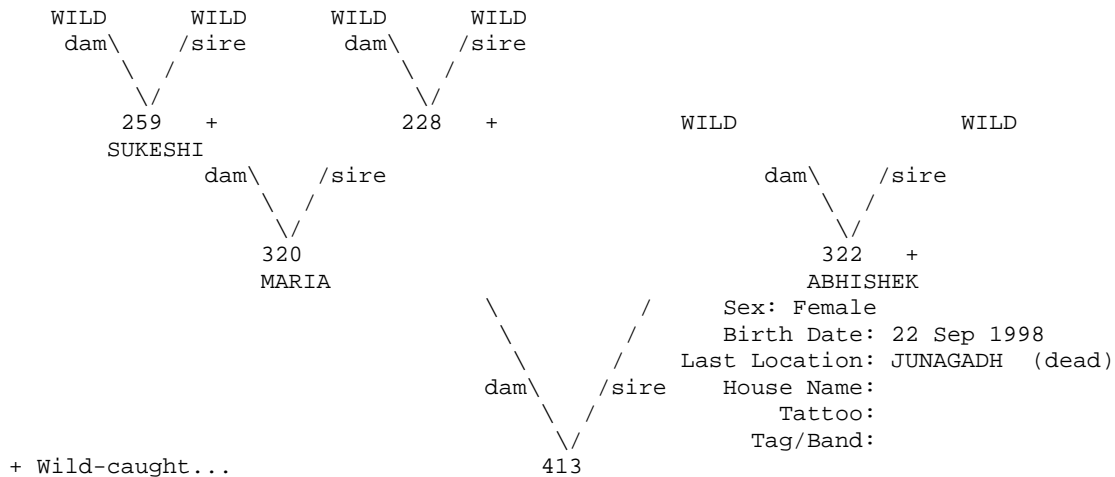 WILD WILD WILD WILD
dam\ /sire dam\ /sire
\ / \ /
\/ \/
259 + 228 + WILD WILD
SUKESHI
dam\ /sire dam\ /sire
\ / \ /
\/ \/
320 322 +
MARIA ABHISHEK
\ / Sex: Female
\ / Birth Date: 22 Sep 1998
\ / Last Location: JUNAGADH (dead)
dam\ /sire House Name:
\ / Tattoo:
\/ Tag/Band:
+ Wild-caught... 413